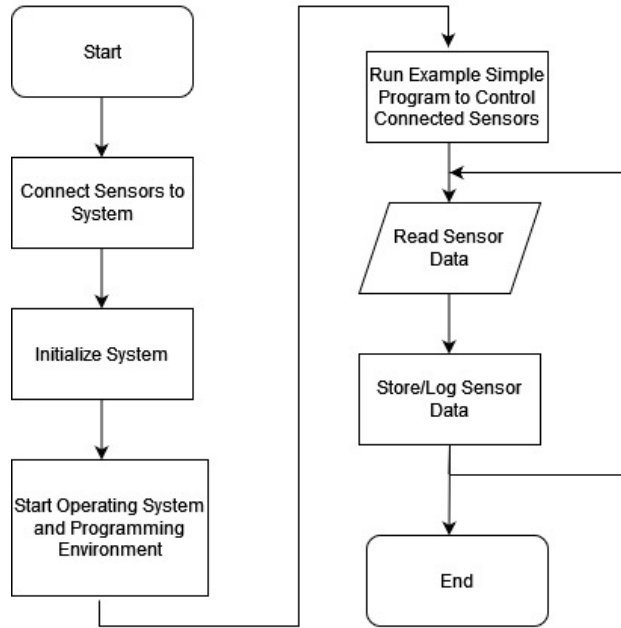 Start
Connect Sensors to
System
Initialize System
Start Operating System
and Programming
Environment
Run Example Simple
Program to Control
Connected Sensors
Read Sensor
Data
Store/Log Sensor
Data
End